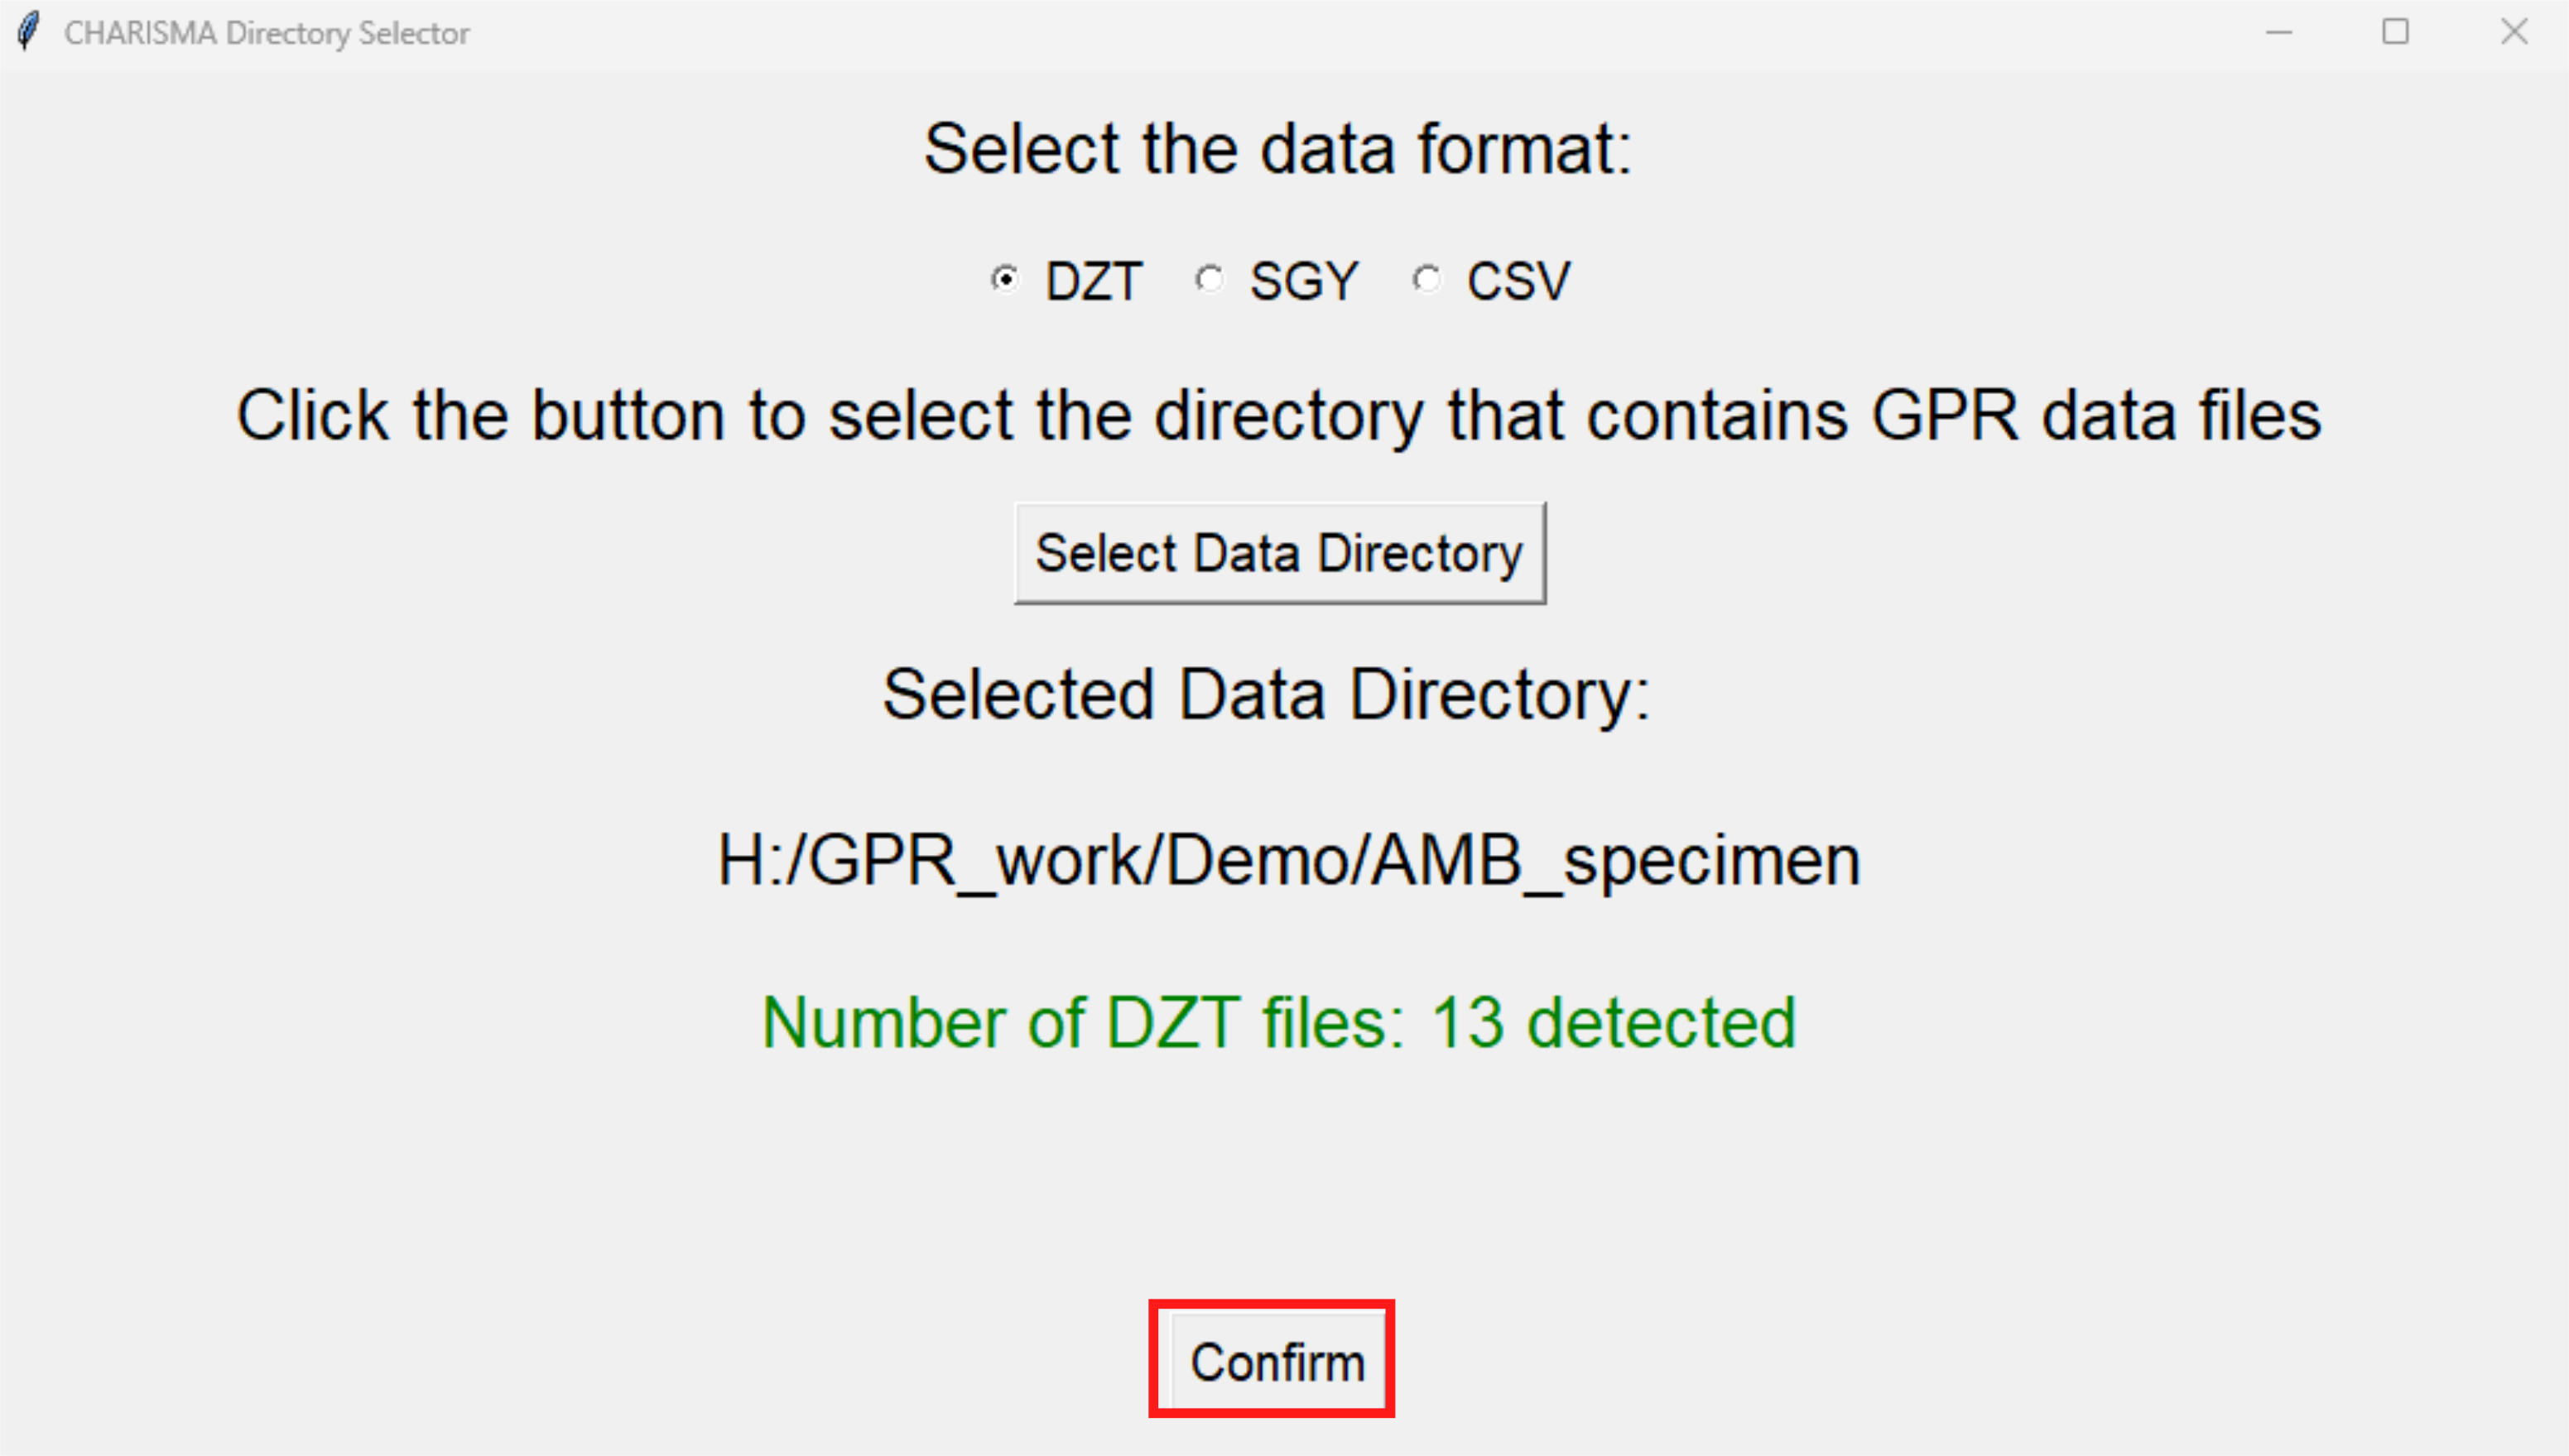 CHARISMA Directory Selector
Select the data format:
DZT SGY CSV
Click the button to select the directory that contains GPR data files
Select Data Directory
Selected Data Directory:
H:/GPR_work/Demo/AMB_specimen
Number of DZT files: 13 detected
Confirm